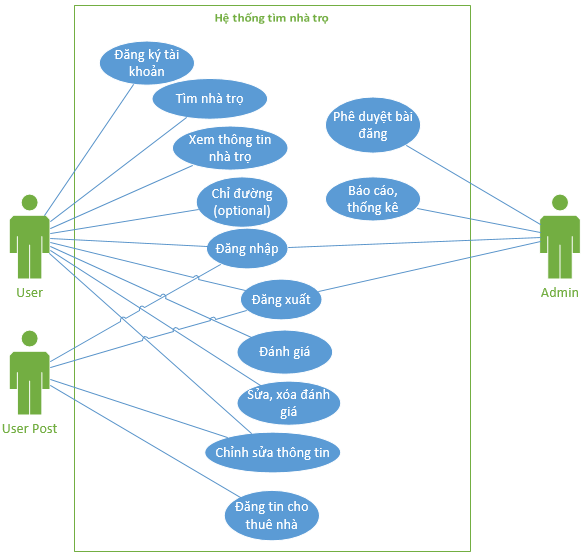 Hệ thống tìm nhà trọ
Đăng ký tài
khoản
Tìm nhà trọ
Phê duyệt bài
đăng
Xem thông tin
nhà trọ
Chỉ đường
(optional)
Báo cáo,
thống kê
Đăng nhập
User
Admin
Đăng xuất
Đánh giá
Sửa, xóa đánh
giá
User Post
Chỉnh sửa thông tin
Đăng tin cho
thuê nhà